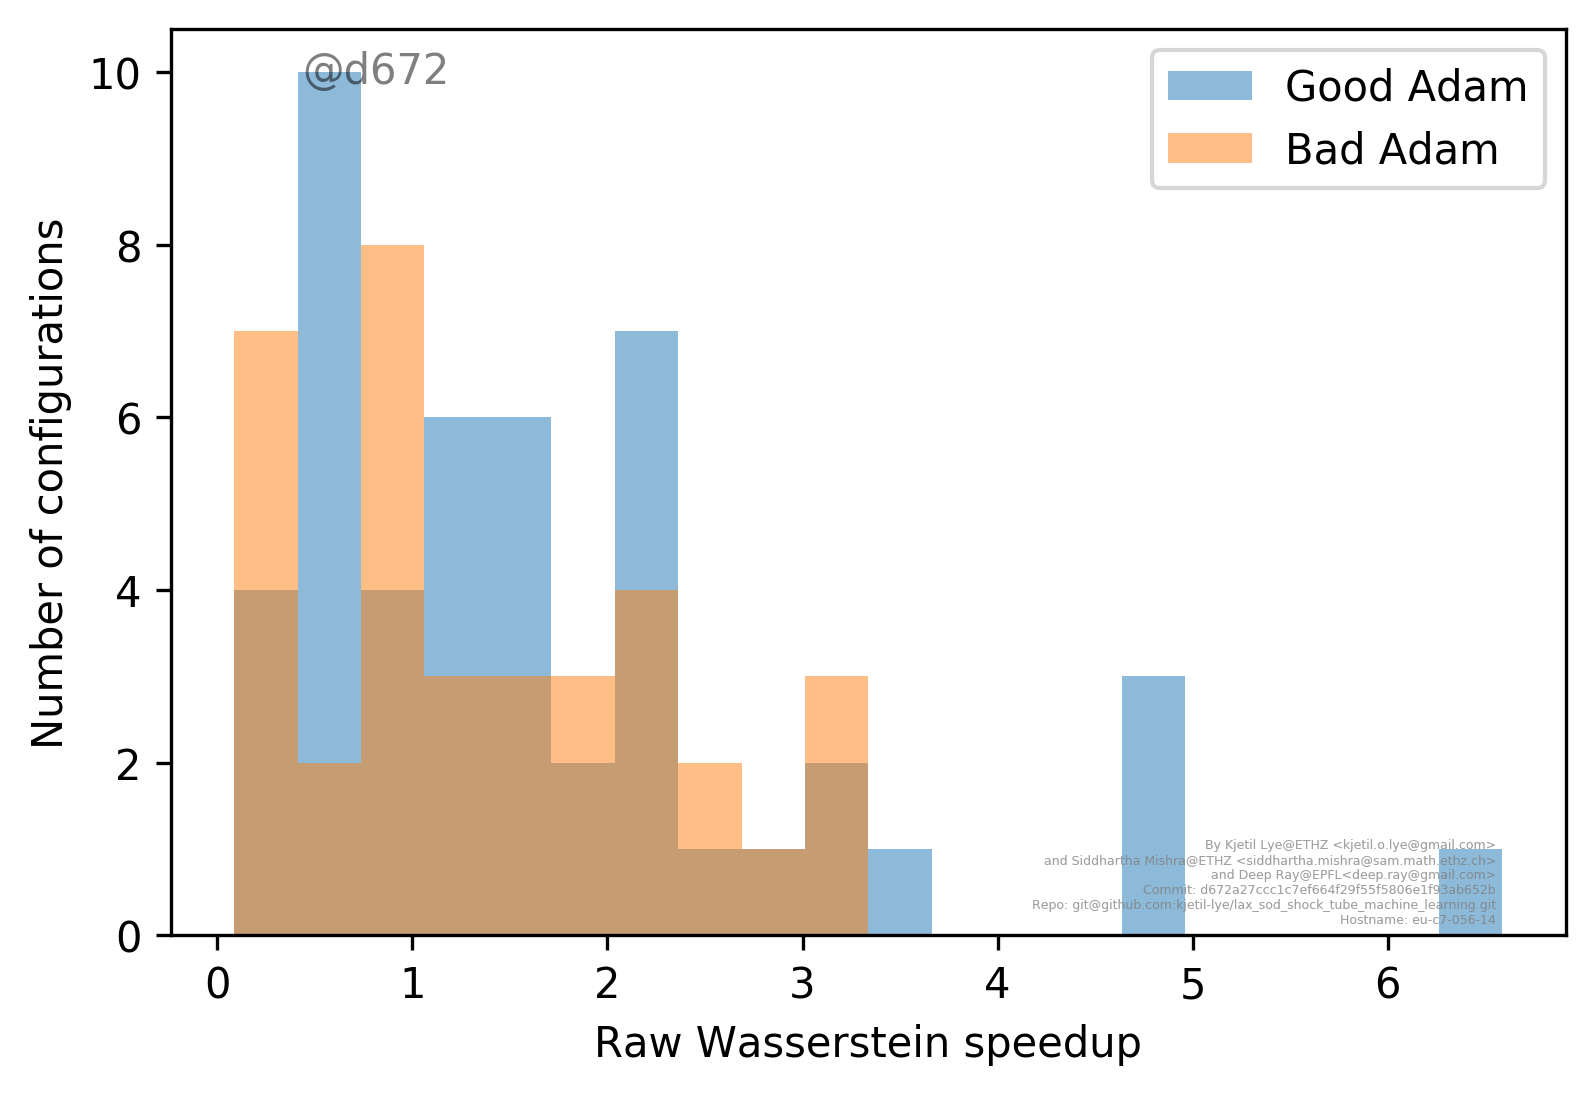 @d672
Good Adam
Bad Adam
Number of configurations
10
8
6
4
2
0
0 1 2 3 4 5 6
Raw Wasserstein speedup
By Kjetil Lye@ETHZ <kjetil.o.lye@gmail.com>
and Siddhartha Mishra@ETHZ <siddhartha.mishra@sam.math.ethz.ch>
and Deep Ray@EPFL<deep.ray@gmail.com>
Commit: d672a27ccc1c7ef664f29f55f5806e1f93ab652b
Repo: git@github.com:kjetil-lye/lax_sod_shock_tube_machine_learning.git
Hostname: eu-c7-056-14